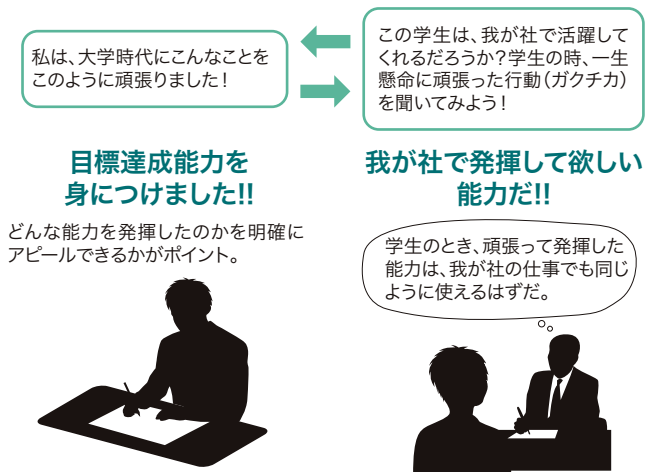 私は、大学時代にこんなことを
このように頑張りました！
この学生は、我が社で活躍して
くれるだろうか？学生の時、一生
懸命に頑張った行動（ガクチカ）
を聞いてみよう！
目標達成能力を
身につけました!!
どんな能力を発揮したのかを明確に
アピールできるかがポイント。
我が社で発揮して欲しい
能力だ!!
学生のとき、頑張って発揮した
能力は、我が社の仕事でも同じ
ように使えるはずだ。